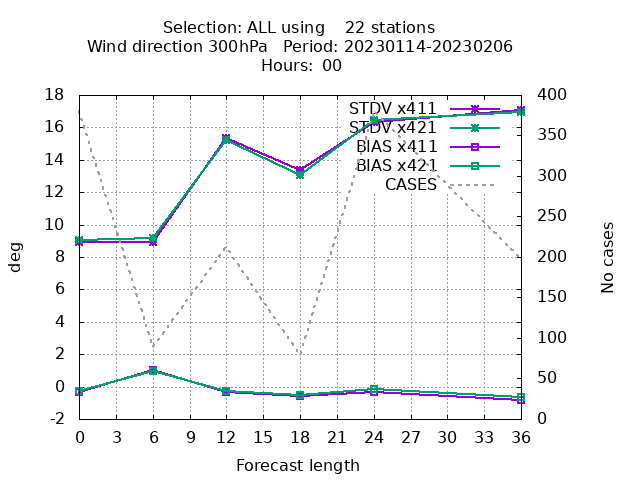 Selection: ALL using 22 stations
Wind direction 300hPa Period: 20230114-20230206
Hours: 00
STDV x411
STDV x421
BIAS x411
BIAS x421
CASES
18
16
14
12
10
8
6
4
2
0
-2
400
350
300
250
200
150
100
50
0
deg
No cases
0 3 6 9 12 15 18 21 24 27 30 33 36
Forecast length